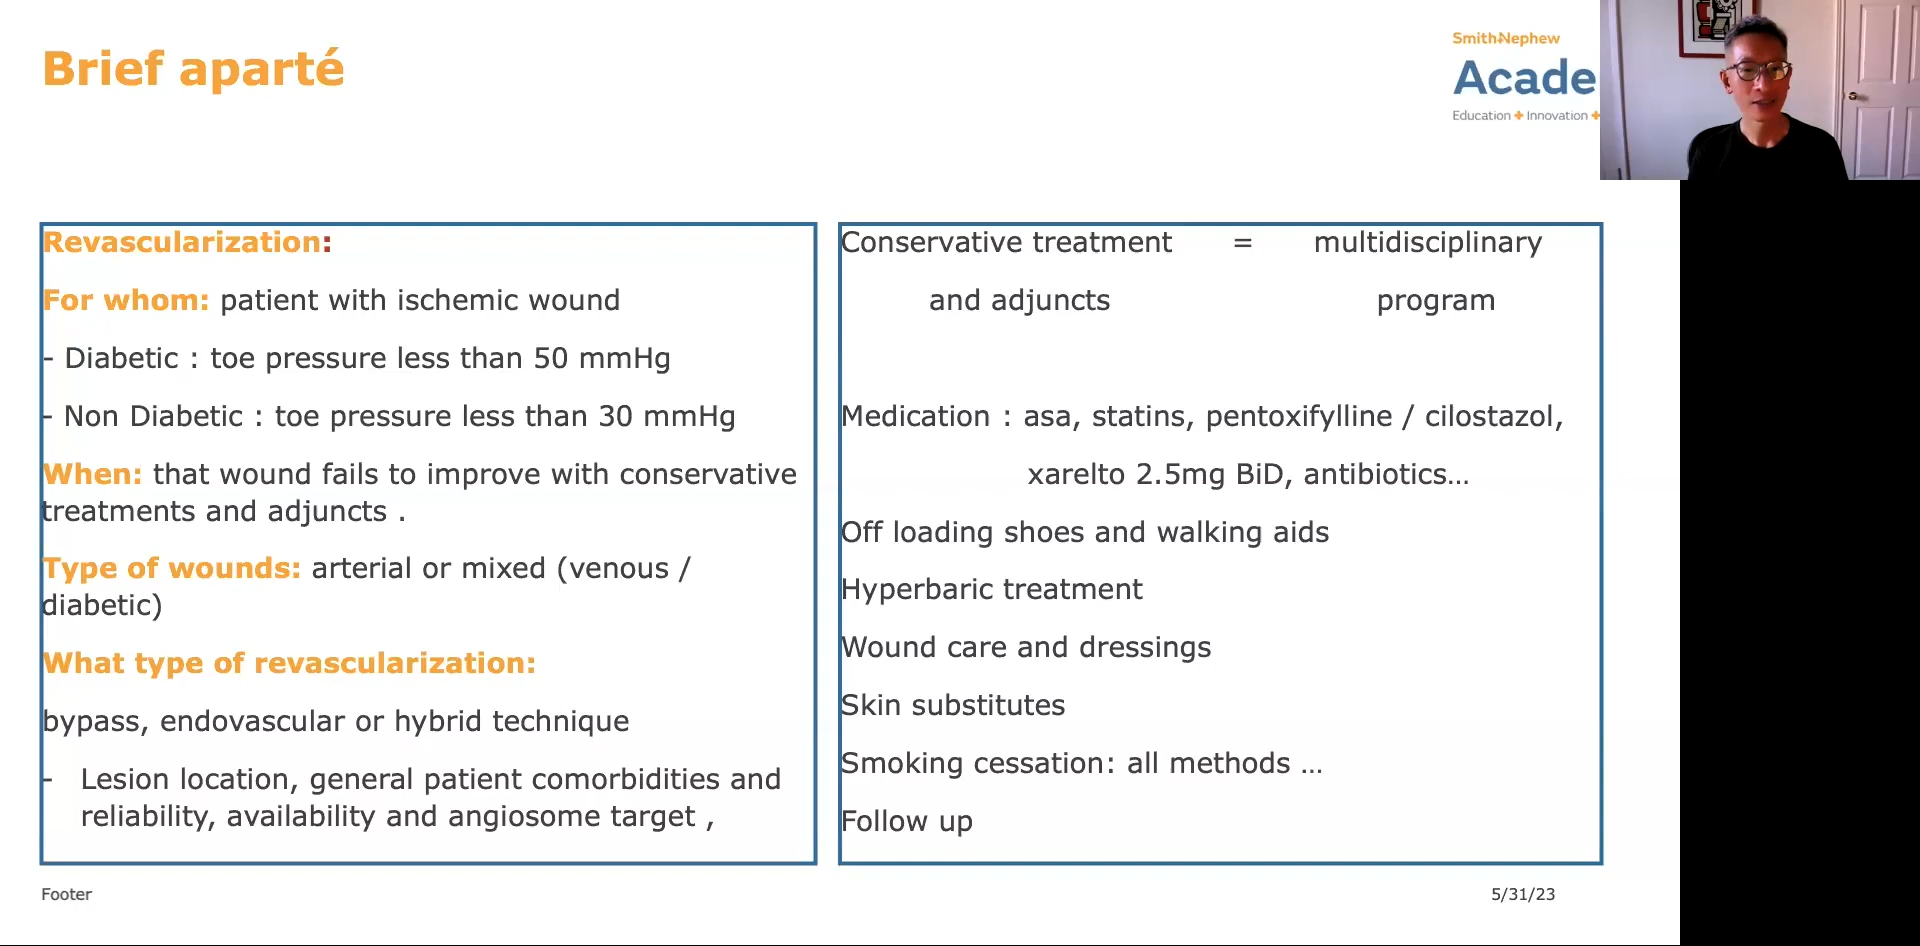 Brief aparté
Smith+Nephew
Acade
Education + Innovation +
Revascularization:
For whom: patient with ischemic wound
- Diabetic : toe pressure less than 50 mmHg
- Non Diabetic : toe pressure less than 30 mmHg
When: that wound fails to improve with conservative
treatments and adjuncts .
Type of wounds: arterial or mixed (venous /
diabetic)
What type of revascularization:
bypass, endovascular or hybrid technique
- Lesion location, general patient comorbidities and
reliability, availability and angiosome target ,
Conservative treatment = multidisciplinary
and adjuncts program
Medication : asa, statins, pentoxifylline / cilostazol,
xarelto 2.5mg BiD, antibiotics...
Off loading shoes and walking aids
Hyperbaric treatment
Wound care and dressings
Skin substitutes
Smoking cessation: all methods ...
Follow up
Footer
5/31/23